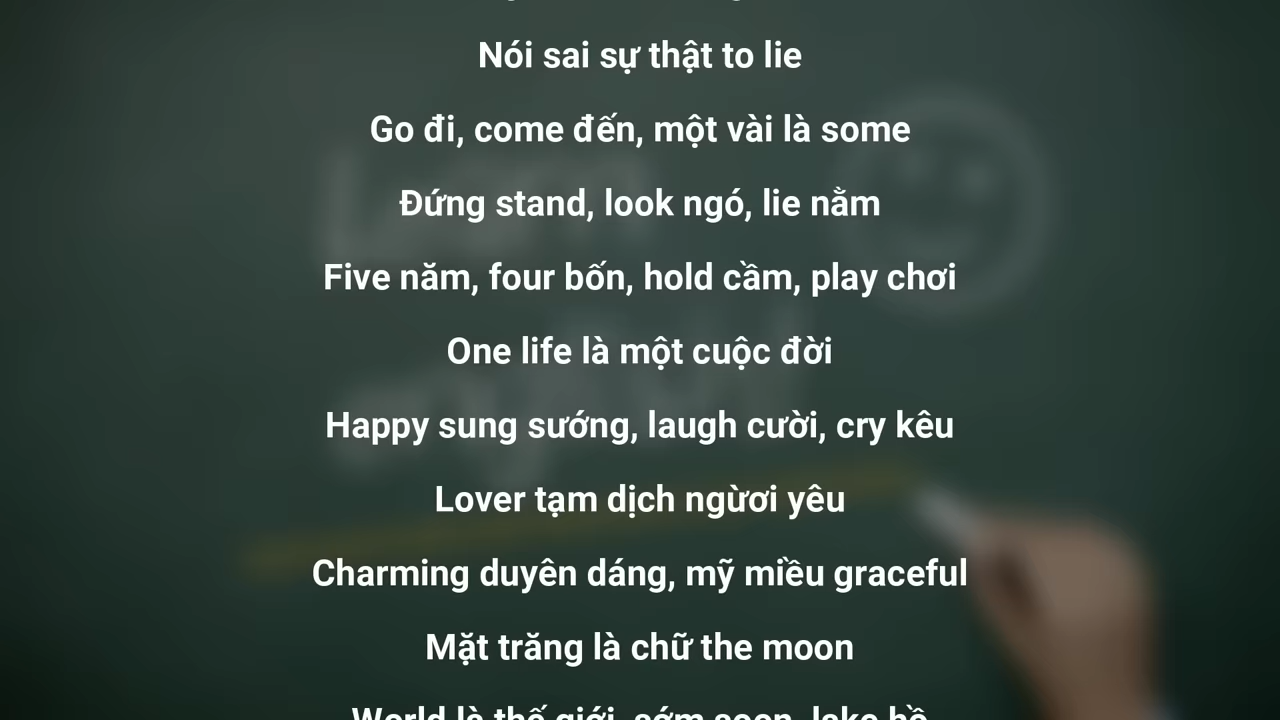 Nói sai sự thật to lie
Go đi, come đến, một vài là some
Đứng stand, look ngó, lie nằm
Five năm, four bốn, hold cầm, play chơi
One life là một cuộc đời
Happy sung sướng, laugh cười, cry kêu
Lover tạm dịch ngừơi yêu
Charming duyên dáng, mỹ miều graceful
Mặt trăng là chữ the moon
World là thế giới, sớm soon, lake hồ